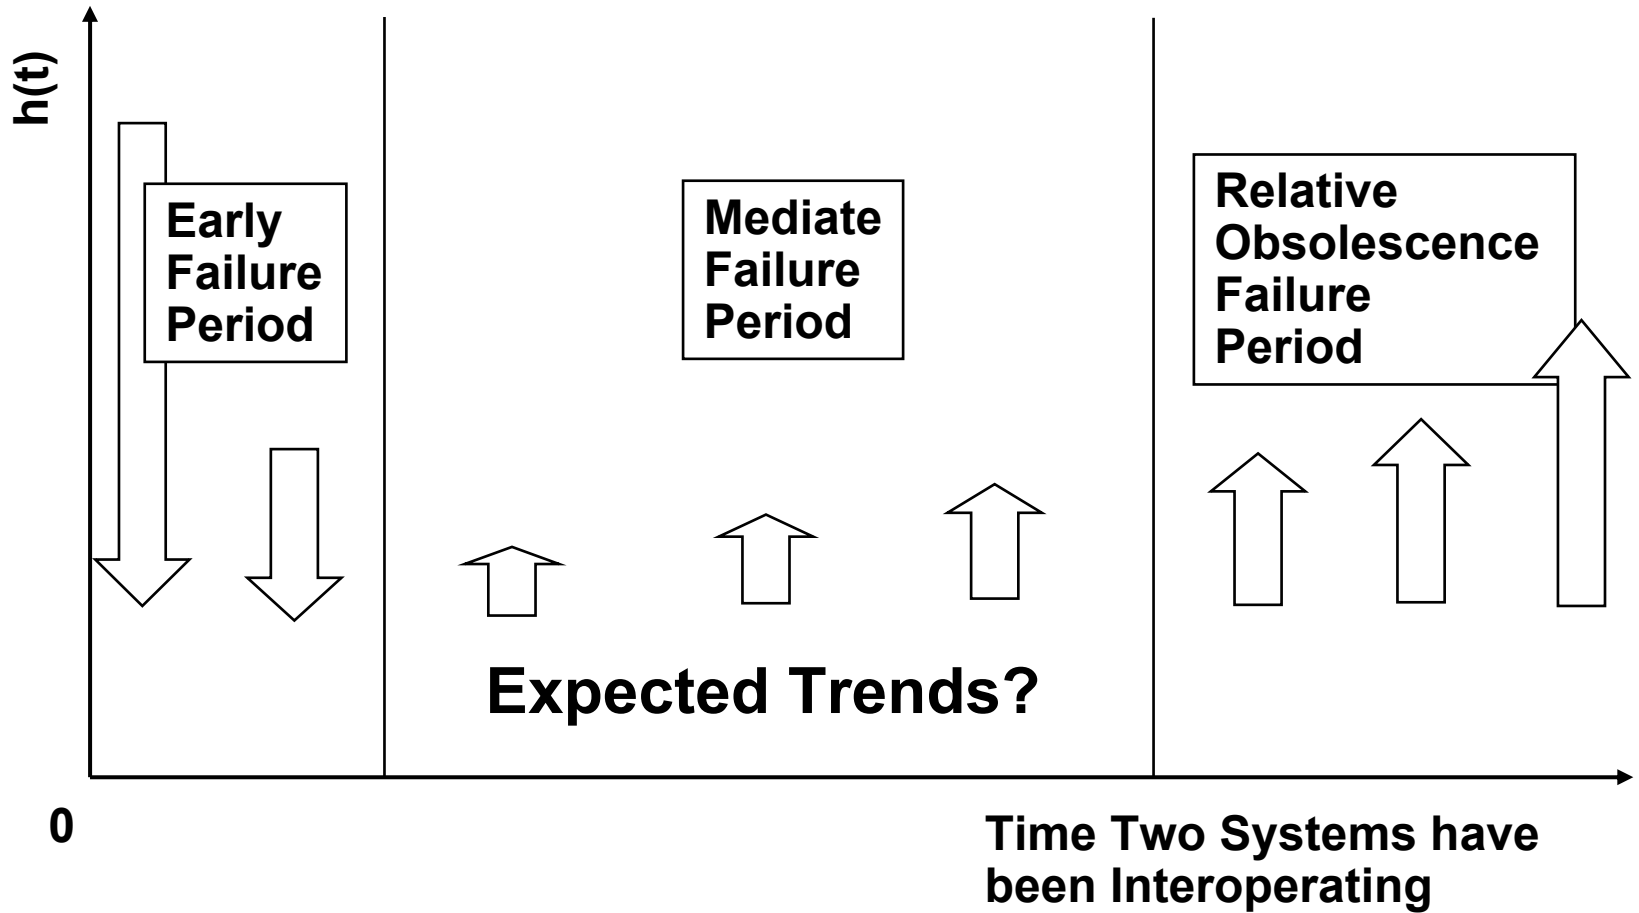 h(t)
Early
Failure
Period
Mediate
Failure
Period
Relative
Obsolescence
Failure
Period
Expected Trends?
0
Time Two Systems have
been Interoperating